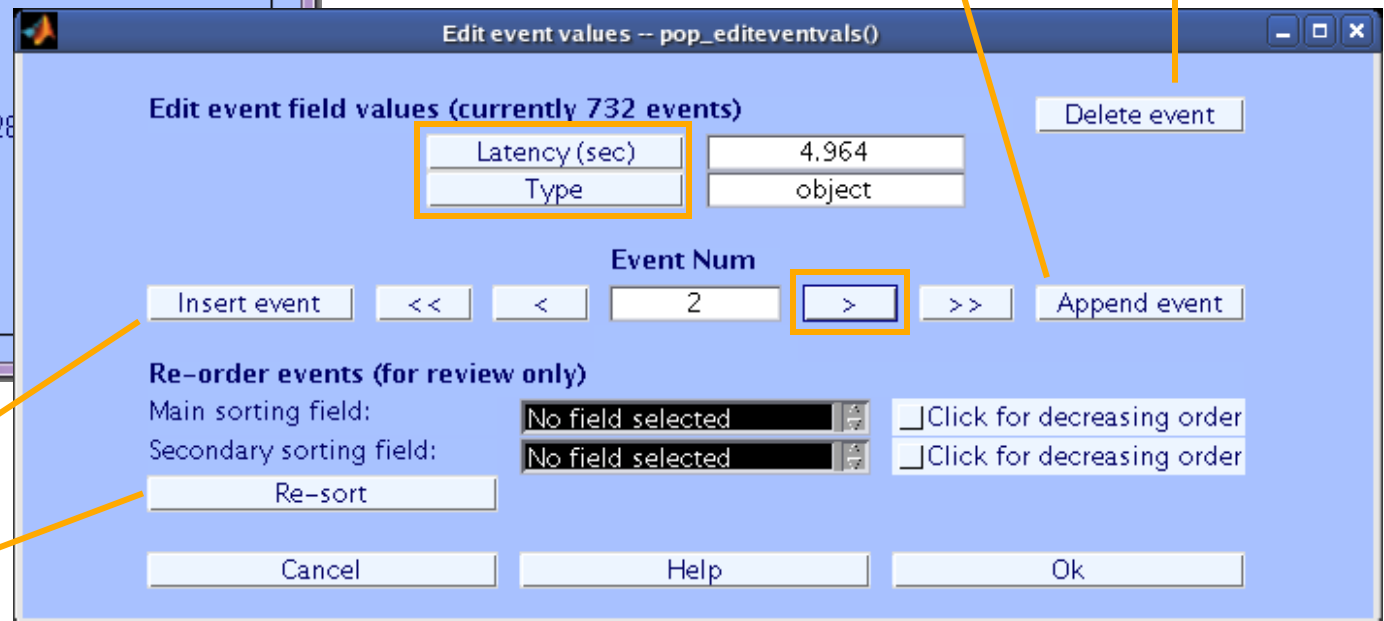 Edit event values -- pop_editeventvals()
Edit event field values (currently 732 events)
Delete event
Latency (sec) 4.964
Type object
Event Num
Insert event << < 2 > >> Append event
Re-order events (for review only)
Main sorting field: No field selected Click for decreasing order
Secondary sorting field: No field selected Click for decreasing order
Re-sort
Cancel Help Ok